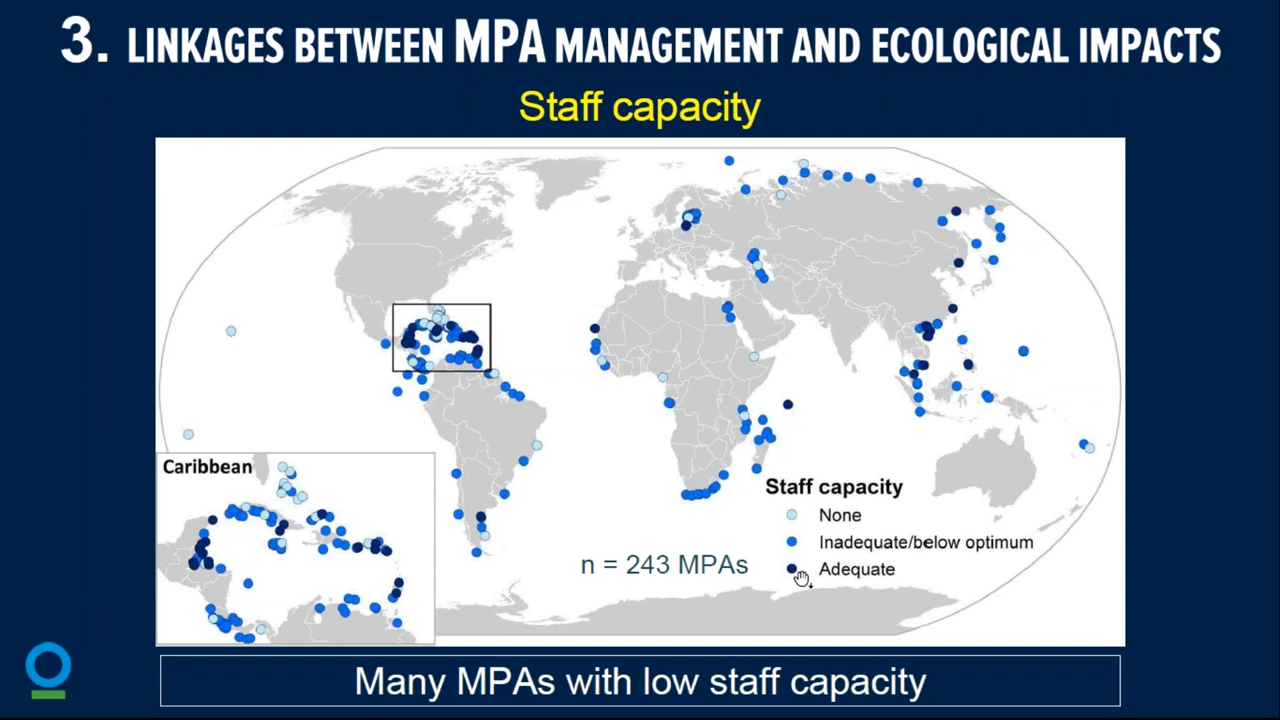 3. LINKAGES BETWEEN MPA MANAGEMENT AND ECOLOGICAL IMPACTS
Staff capacity
Caribbean
Staff capacity
None
Inadequate/below optimum
Adequate
n = 243 MPAs
Many MPAs with low staff capacity